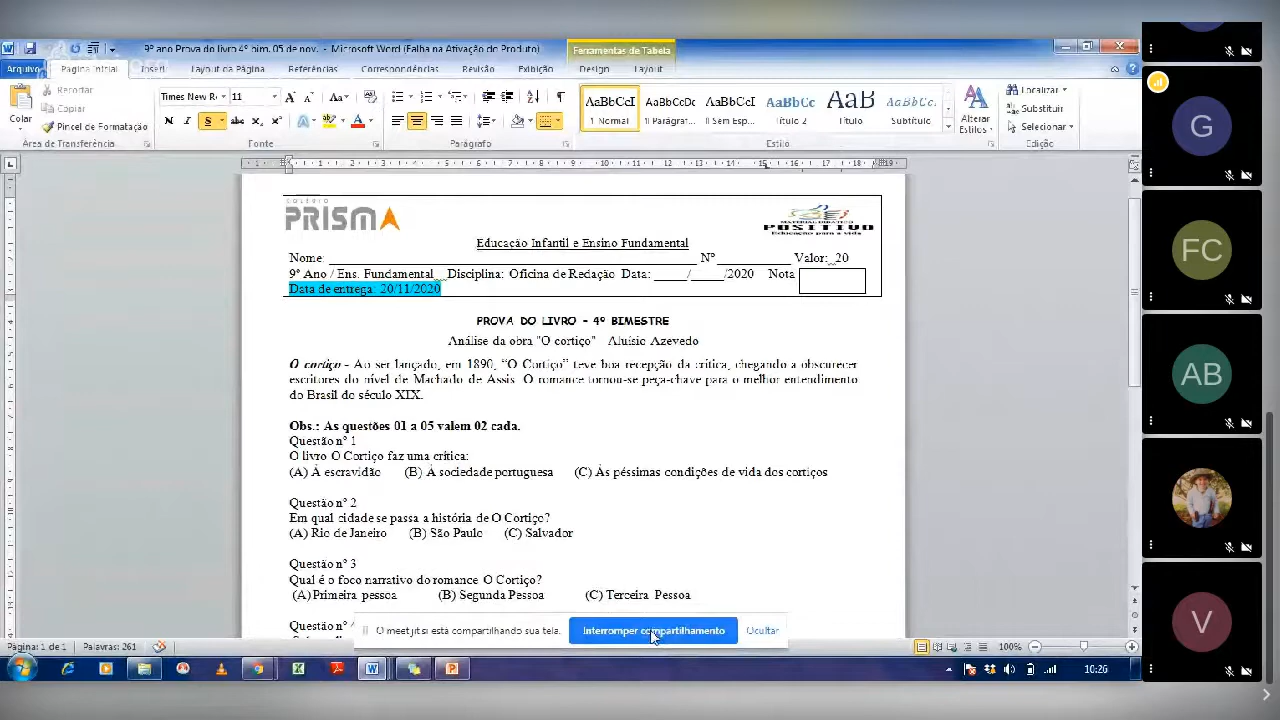 9º ano Prova do livro 4º bim. 05 de nov. - Microsoft Word (Falha na Ativação de Produto)
Ferramentas de Tabela
Arquivo Página Inicial Inserir Layout da Página Referências Correspondências Revisão Exibição Design Layout
Recortar
Copiar
Pincel de Formatação
Colar
Times New R 11
AaBbCcI AaBbCcDc AaBbCcI AaBbCc AaB AaBbCc.
1 Normal 1 Parágraf... 1 Sem Esp... Título 2 Título Subtítulo
Alterar Estilos
Localizar
Substituir
Selecionar
Área de Transferência Fonte Parágrafo Estilo Edição
COLÉGIO
PRISMA
MATERIAL DIDÁTICO
POSITIVO
Educação para a vida
Educação Infantil e Ensino Fundamental
Nome: Nº Valor: 20
9º Ano / Ens. Fundamental Disciplina: Oficina de Redação Data: _____/_____/2020 Nota
Data de entrega: 20/11/2020
PROVA DO LIVRO – 4º BIMESTRE
Análise da obra "O cortiço" – Aluísio Azevedo
O cortiço - Ao ser lançado, em 1890, “O Cortiço” teve boa recepção da crítica, chegando a obscurecer
escritores do nível de Machado de Assis. O romance tornou-se peça-chave para o melhor entendimento
do Brasil do século XIX.
Obs.: As questões 01 a 05 valem 02 cada.
Questão nº 1
O livro O Cortiço faz uma crítica:
(A) À escravidão (B) À sociedade portuguesa (C) Às péssimas condições de vida dos cortiços
Questão nº 2
Em qual cidade se passa a história de O Cortiço?
(A) Rio de Janeiro (B) São Paulo (C) Salvador
Questão nº 3
Qual é o foco narrativo do romance O Cortiço?
(A) Primeira pessoa (B) Segunda Pessoa (C) Terceira Pessoa
Questão nº
O meet.jit.si está compartilhando sua tela. Interromper compartilhamento Ocultar
Página: 1 de 1 Palavras: 261 100%
10:26
G
FC
AB
V